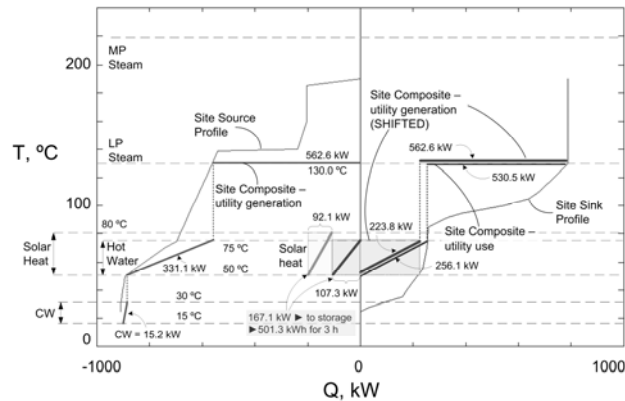 200
100
0
T, ºC
-1000
0
1000
Q, kW
MP
Steam
LP
Steam
Site Source
Profile
562.6 kW
130.0 ºC
Site Composite –
utility generation
Site Composite –
utility generation
(SHIFTED)
562.6 kW
530.5 kW
Site Sink
Profile
Site Composite –
utility use
80 ºC
Solar
Heat
Hot
Water
75 ºC
50 ºC
331.1 kW
92.1 kW
Solar
heat
223.8 kW
256.1 kW
107.3 kW
30 ºC
15 ºC
CW
CW = 15.2 kW
167.1 kW ► to storage
►501.3 kWh for 3 h